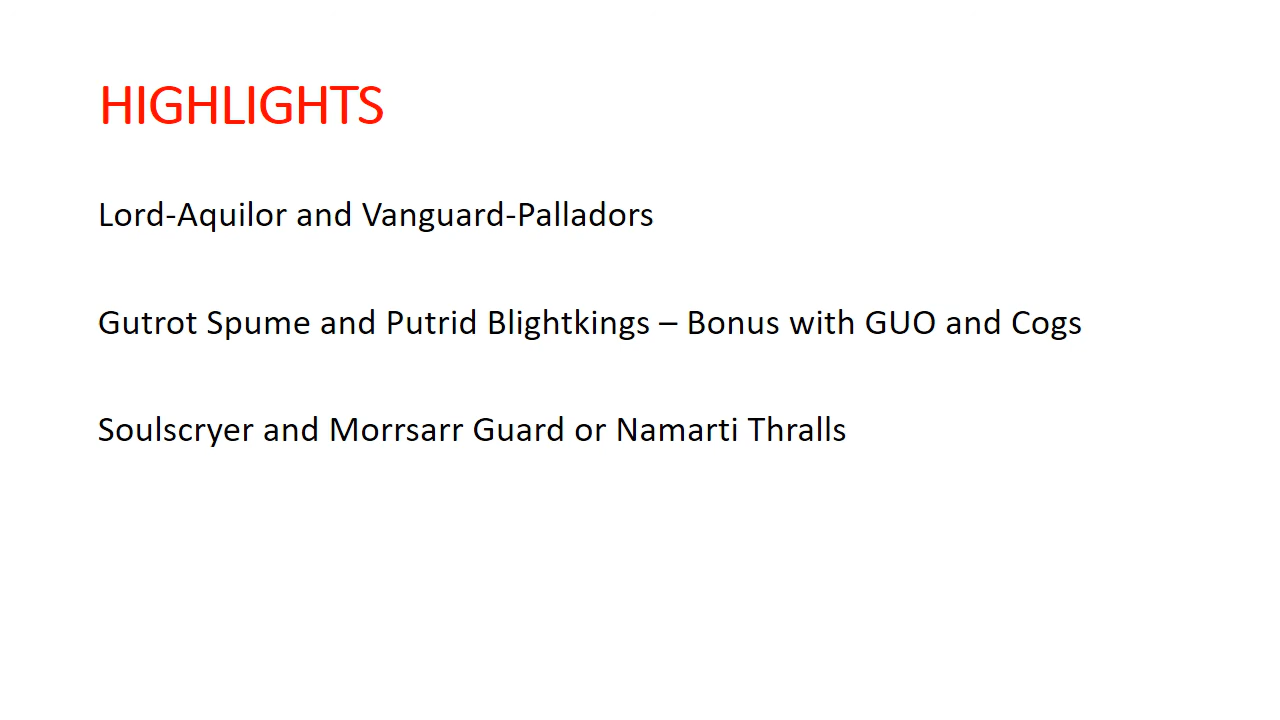 HIGHLIGHTS
Lord-Aquilor and Vanguard-Palladors
Gutrot Spume and Putrid Blightkings – Bonus with GUO and Cogs
Soulscryer and Morrsarr Guard or Namarti Thralls